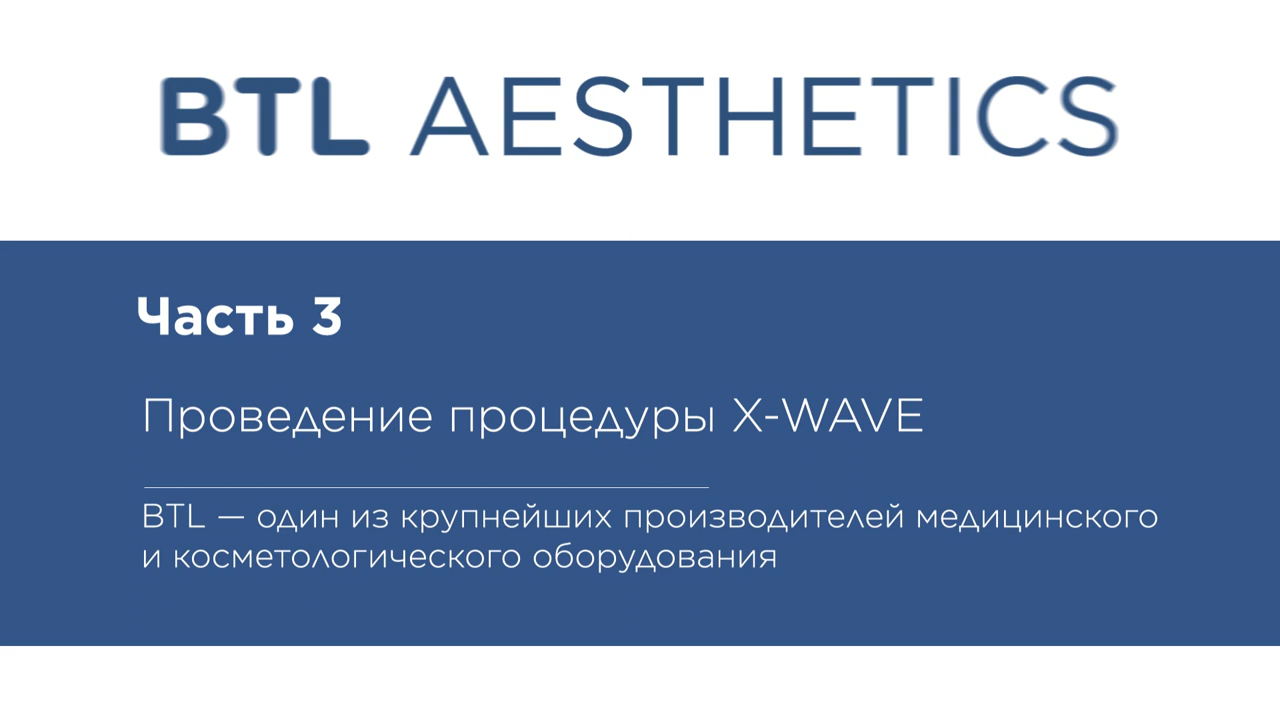 BTL AESTHETICS
Часть 3
Проведение процедуры X-WAVE
BTL — один из крупнейших производителей медицинского
и косметологического оборудования